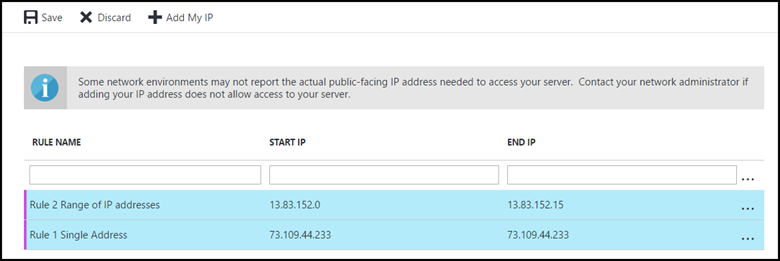 Save Discard Add My IP
Some network environments may not report the actual public-facing IP address needed to access your server. Contact your network administrator if
adding your IP address does not allow access to your server.
RULE NAME START IP END IP
...
Rule 2 Range of IP addresses 13.83.152.0 13.83.152.15 ...
Rule 1 Single Address 73.109.44.233 73.109.44.233 ...